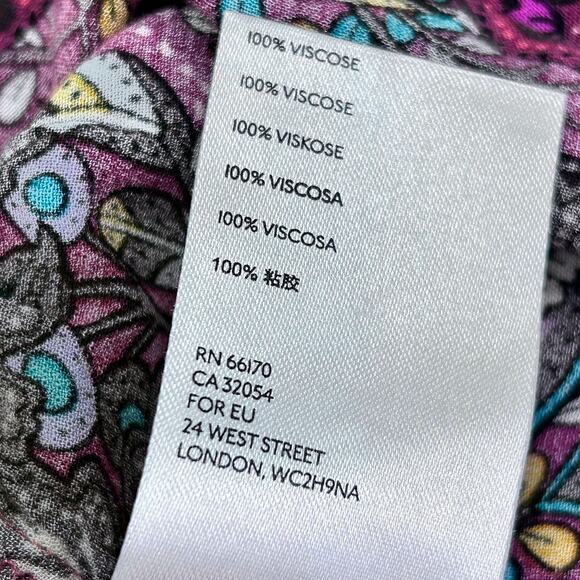 100% VISCOSE
100% VISCOSE
100% VISKOSE
100% VISCOSA
100% VISCOSA
100% 粘胶
RN 66170
CA 32054
FOR EU
24 WEST STREET
LONDON, WC2H9NA